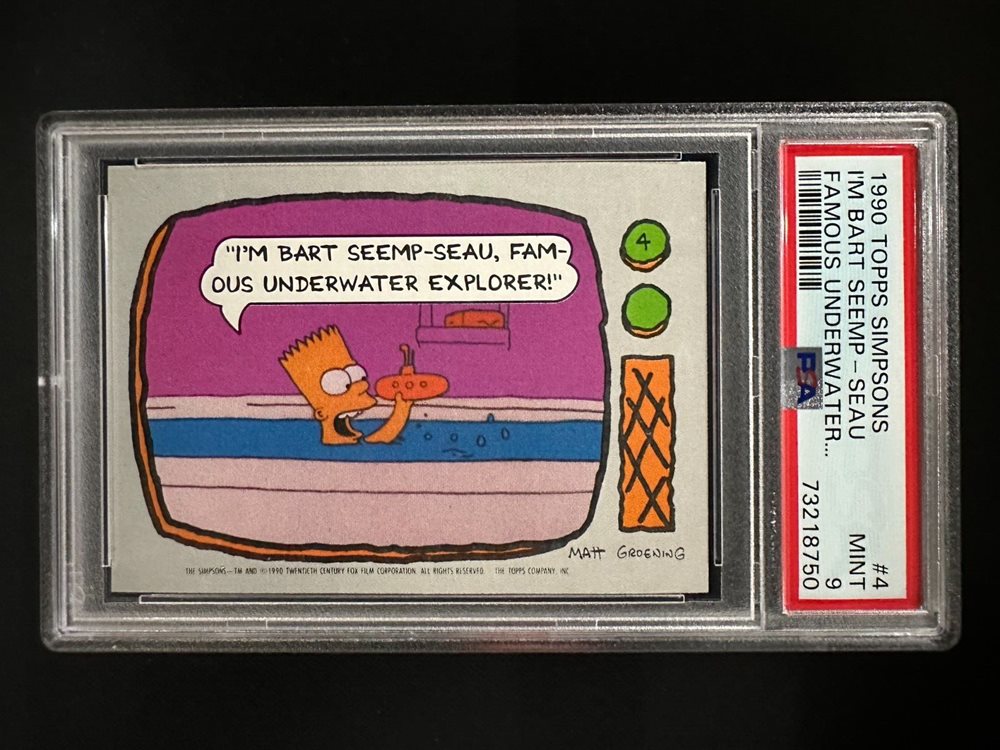 "I'M BART SEEMP-SEAU, FAM-
OUS UNDERWATER EXPLORER!"
4
MATT GROENING
THE SIMPSONS—TM AND ©1990 TWENTIETH CENTURY FOX FILM CORPORATION. ALL RIGHTS RESERVED. THE TOPPS COMPANY, INC.
1990 TOPPS SIMPSONS #4
I'M BART SEEMP-SEAU MINT
FAMOUS UNDERWATER... 9
PSA 73218750